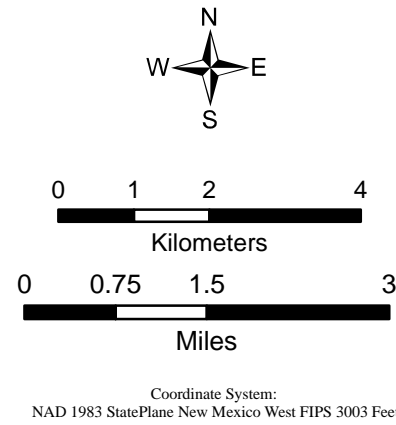 N
W E
S
0 1 2 4
Kilometers
0 0.75 1.5 3
Miles
Coordinate System:
NAD 1983 StatePlane New Mexico West FIPS 3003 Fee